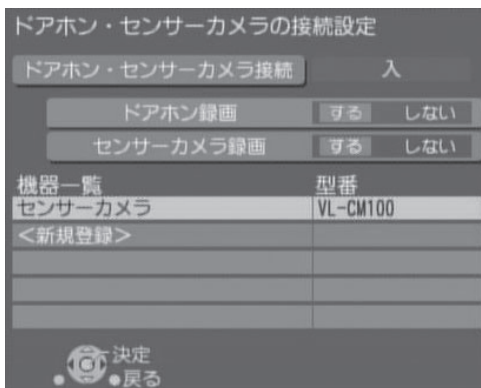 ドアホン・センサーカメラの接続設定
ドアホン・センサーカメラ接続 入
ドアホン録画 する しない
センサーカメラ録画 する しない
機器一覧 型番
センサーカメラ VL-CM100
<新規登録>
決定
戻る